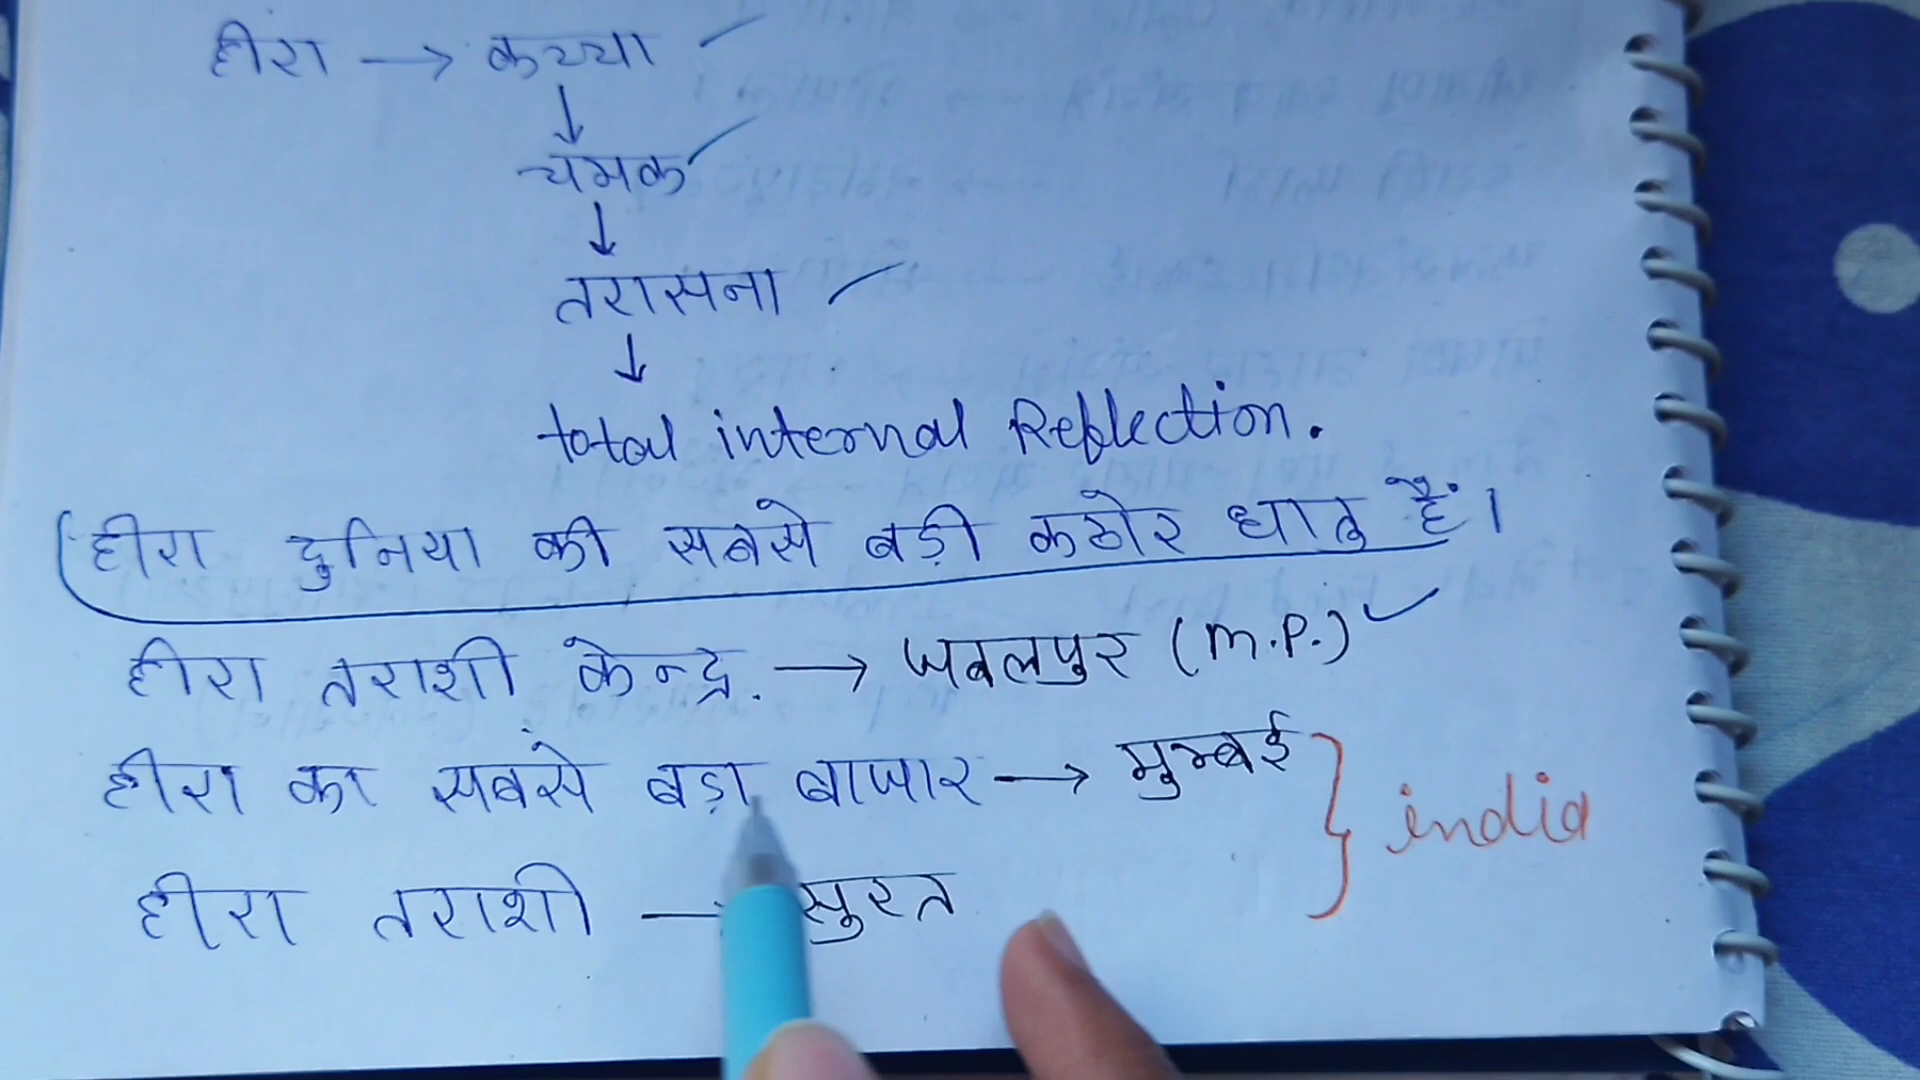 हीरा → कच्चा
↓
चमक
↓
तरासना
↓
total internal Reflection.
हीरा दुनिया की सबसे बड़ी कठोर धातु हैं।
हीरा तराशी केन्द्र. → जबलपुर (M.P.)
हीरा का सबसे बड़ा बाजार → मुम्बई
हीरा तराशी → सुरत
} india